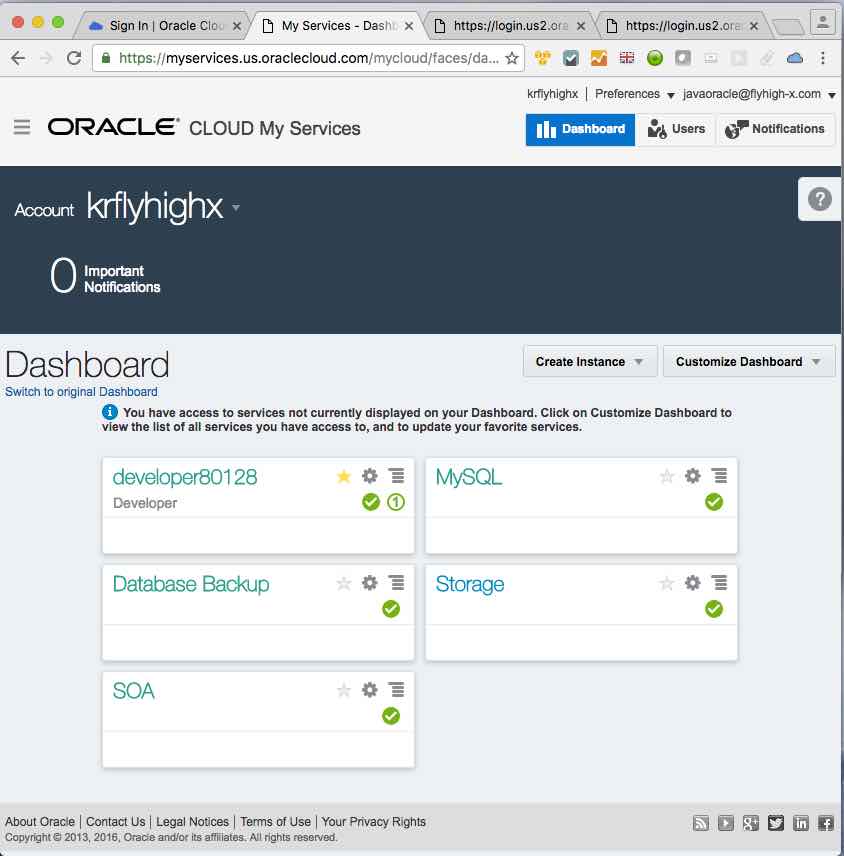 Sign In | Oracle Clou
My Services - Dashb
https://login.us2.ora
https://login.us2.ora
https://myservices.us.oraclecloud.com/mycloud/faces/da...
krflyhighx | Preferences javaoracle@flyhigh-x.com
ORACLE CLOUD My Services
Dashboard Users Notifications
Account krflyhighx
?
0 Important
Notifications
Dashboard
Create Instance Customize Dashboard
Switch to original Dashboard
You have access to services not currently displayed on your Dashboard. Click on Customize Dashboard to
view the list of all services you have access to, and to update your favorite services.
developer80128
Developer
1
MySQL
Database Backup
Storage
SOA
About Oracle | Contact Us | Legal Notices | Terms of Use | Your Privacy Rights
Copyright © 2013, 2016, Oracle and/or its affiliates. All rights reserved.